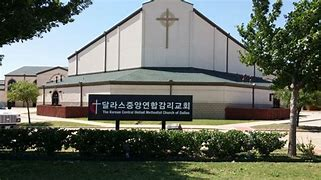 달라스중앙연합감리교회
The Korean Central United Methodist Church of Dallas